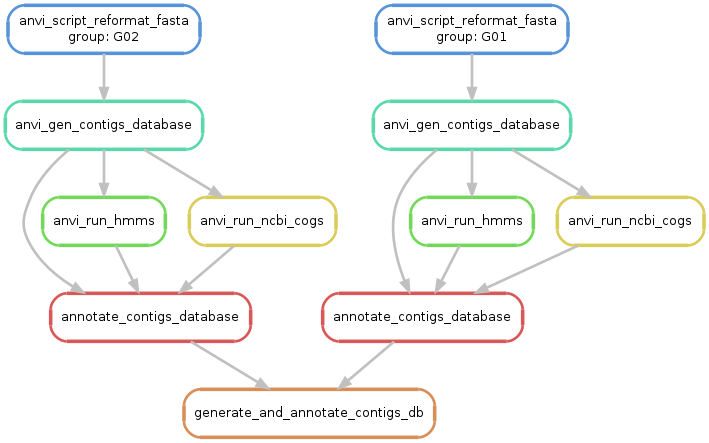 anvi_script_reformat_fasta
group: G02
anvi_script_reformat_fasta
group: G01
anvi_gen_contigs_database
anvi_gen_contigs_database
anvi_run_hmms
anvi_run_ncbi_cogs
anvi_run_hmms
anvi_run_ncbi_cogs
annotate_contigs_database
annotate_contigs_database
generate_and_annotate_contigs_db